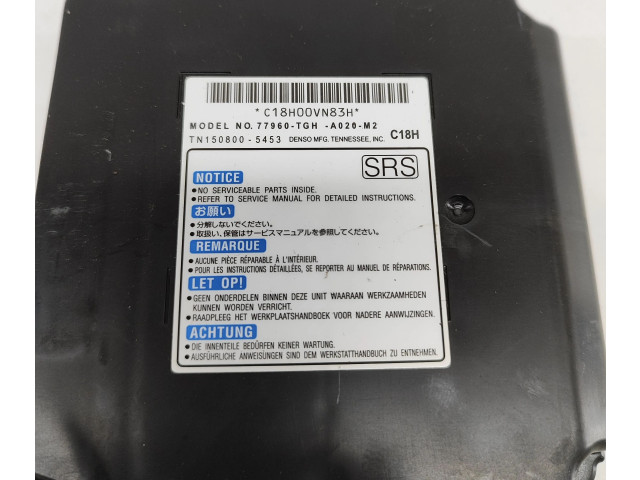 *C18H00VN83H*
MODEL NO. 77960-TGH -A020-M2 C18H
TN150800 - 5453 DENSO MFG. TENNESSEE, INC.
SRS
NOTICE
●NO SERVICEABLE PARTS INSIDE.
●REFER TO SERVICE MANUAL FOR DETAILED INSTRUCTIONS.
お願い
●分解しないでください。
●取扱い、保管はサービスマニュアルを参照してください。
REMARQUE
●AUCUNE PIÈCE RÉPARABLE À L'INTÉRIEUR.
●POUR LES INSTRUCTIONS DÉTAILLÉES, SE REPORTER AU MANUEL DE RÉPARATIONS.
LET OP!
●GEEN ONDERDELEN BINNEN DEZE UNIT WAARAAN WERKZAAMHEDEN
KUNNEN WORDEN VERRICHT.
●RAADPLEEG HET WERKPLAATSHANDBOEK VOOR NADERE AANWIJZINGEN.
ACHTUNG
●DIE INNENTEILE BEDÜRFEN KEINER WARTUNG.
●AUSFÜHRLICHE ANWEISUNGEN SIND DEM WERKSTATTHANDBUCH ZU ENTNEHMEN.